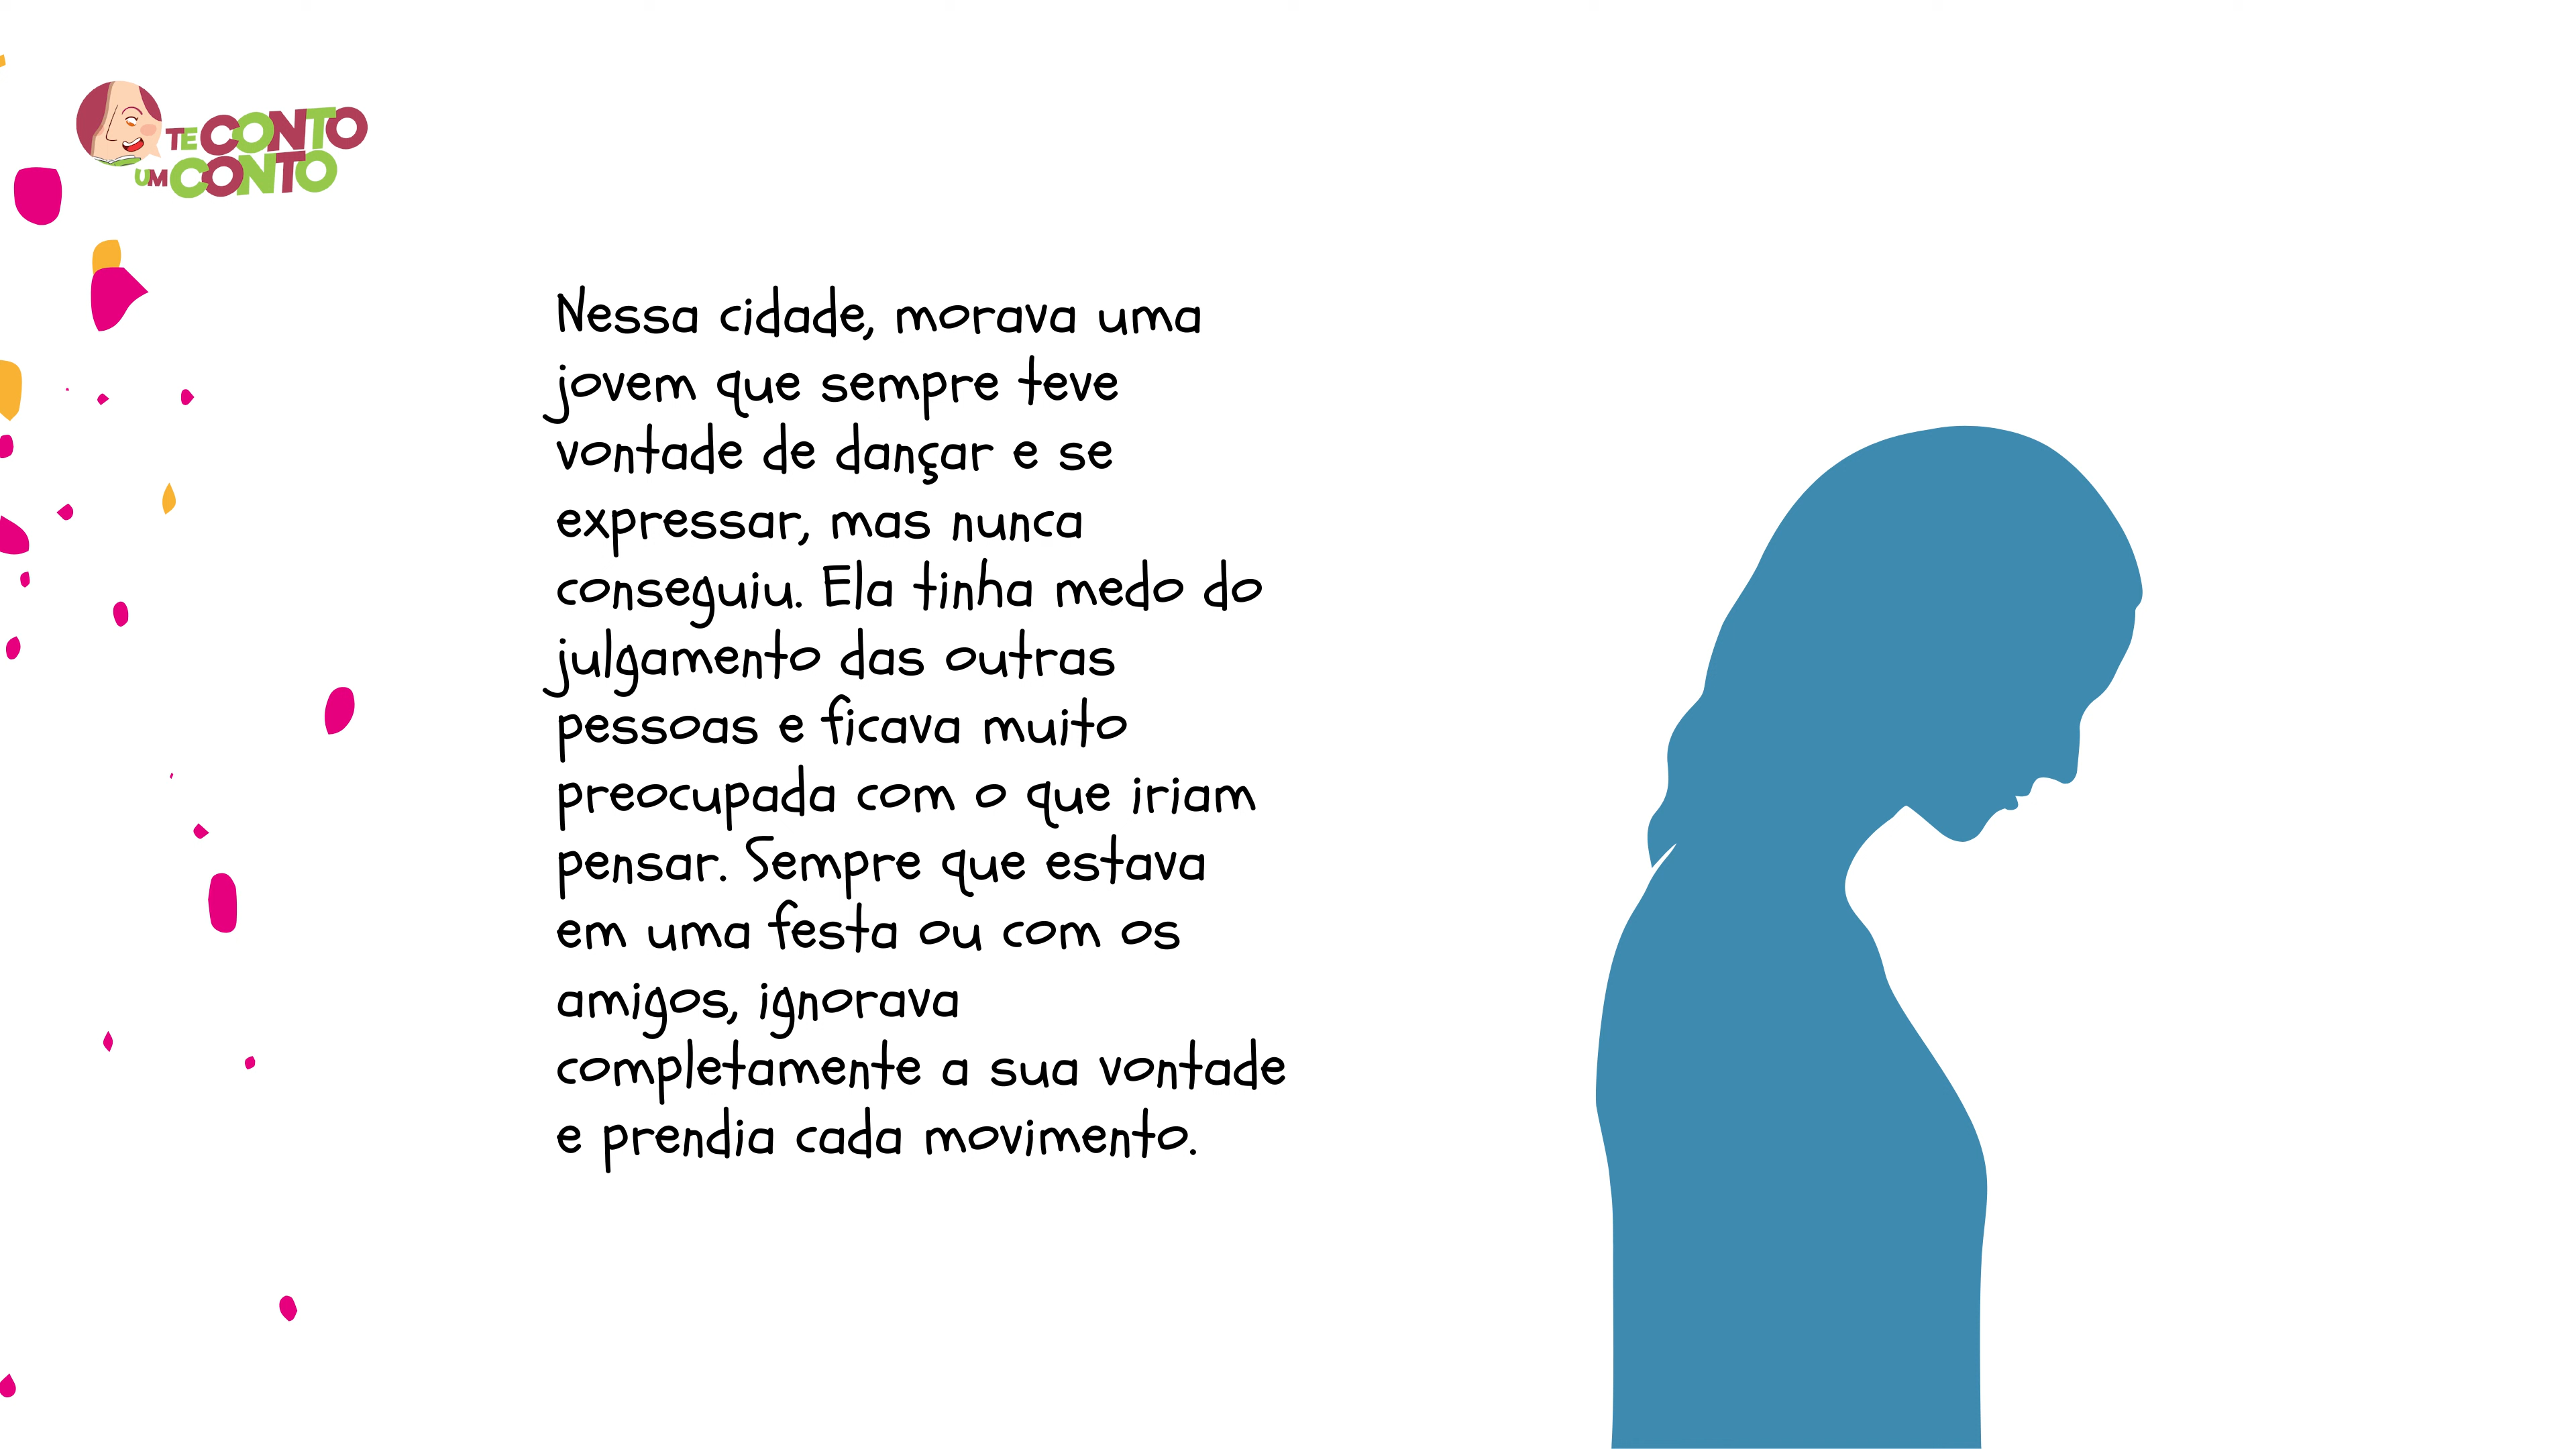 TE CONTO
UM CONTO
Nessa cidade, morava uma
jovem que sempre teve
vontade de dançar e se
expressar, mas nunca
conseguiu. Ela tinha medo do
julgamento das outras
pessoas e ficava muito
preocupada com o que iriam
pensar. Sempre que estava
em uma festa ou com os
amigos, ignorava
completamente a sua vontade
e prendia cada movimento.